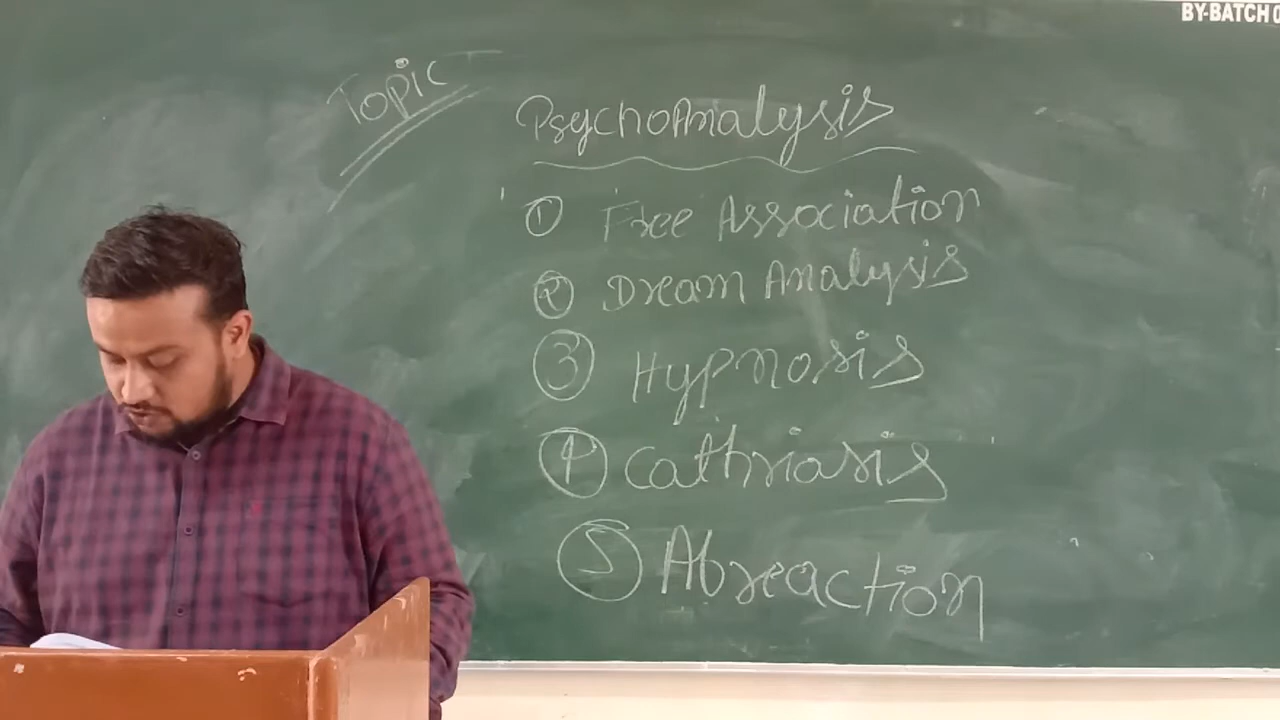 BY-BATCH
Topic
PsychoAnalysis
① Free Association
② Dream Analysis
③ Hypnosis
④ Cathriasis
⑤ Abreaction